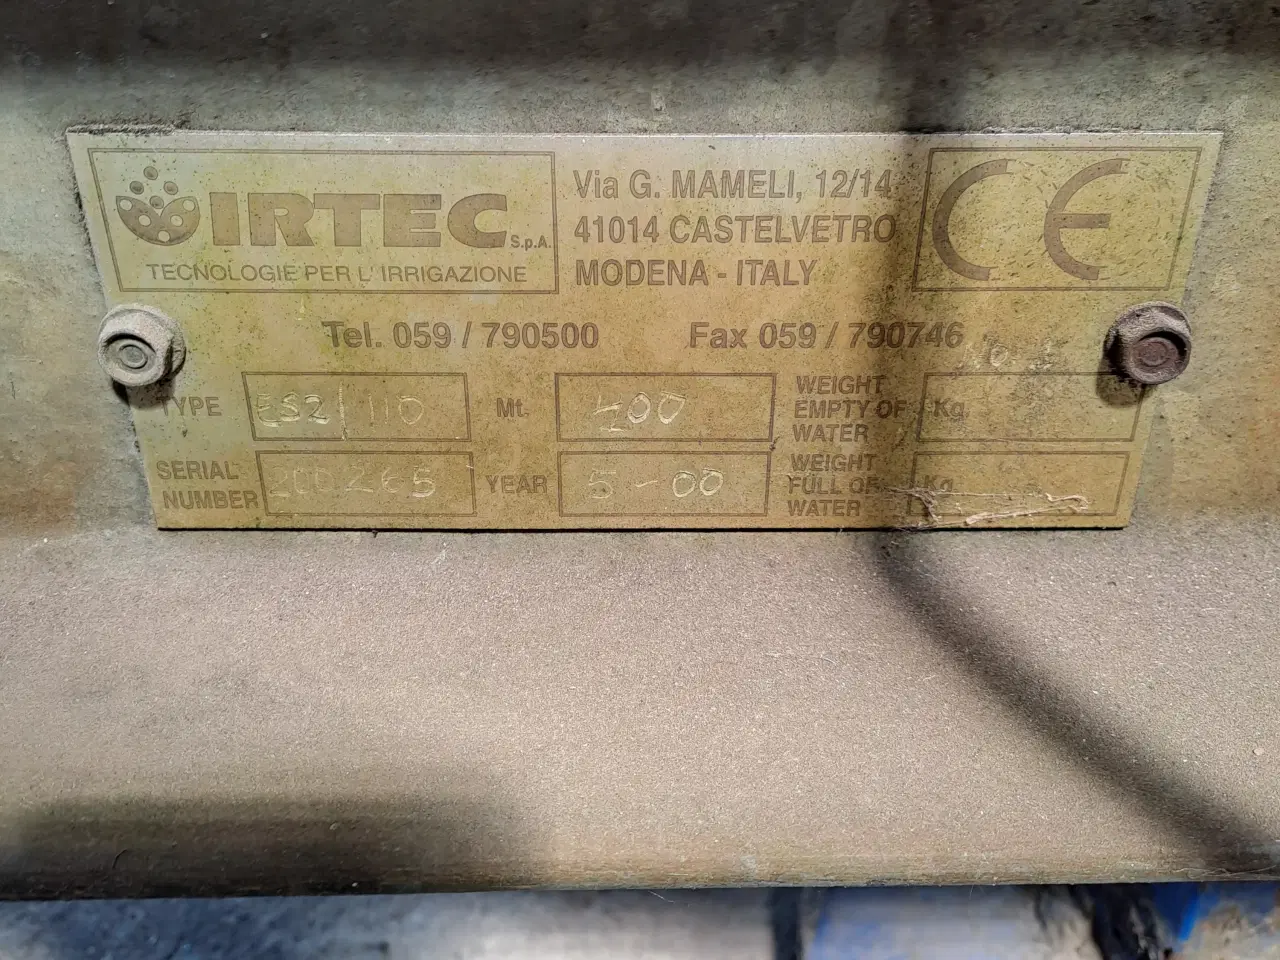 IRTEC S.p.A.
TECNOLOGIE PER L'IRRIGAZIONE
Via G. MAMELI, 12/14
41014 CASTELVETRO
MODENA - ITALY
CE
Tel. 059 / 790500 Fax 059 / 790746
TYPE ES2/110 Mt. 400 WEIGHT EMPTY OF WATER Kg.
SERIAL NUMBER 200265 YEAR 5-00 WEIGHT FULL OF WATER Kg